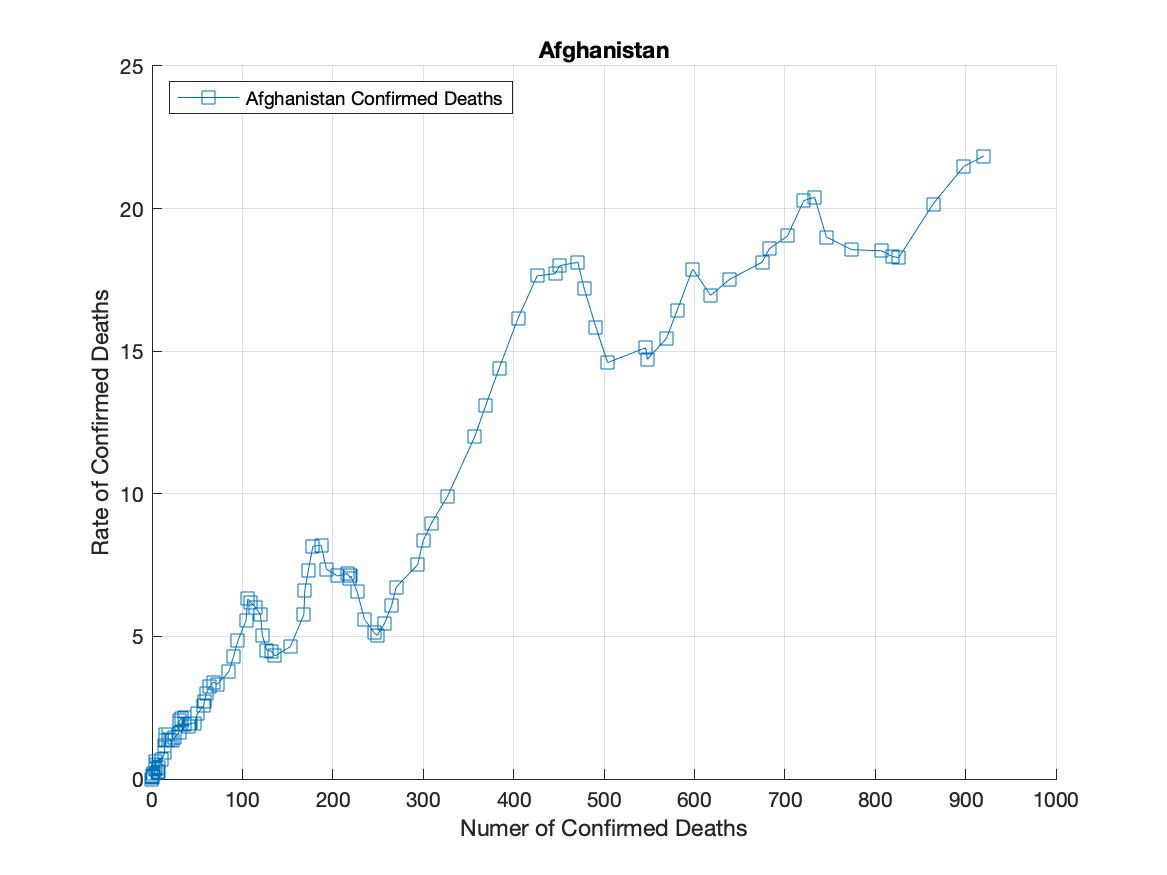 Afghanistan
Afghanistan Confirmed Deaths
25
20
15
10
5
0
Rate of Confirmed Deaths
0 100 200 300 400 500 600 700 800 900 1000
Numer of Confirmed Deaths